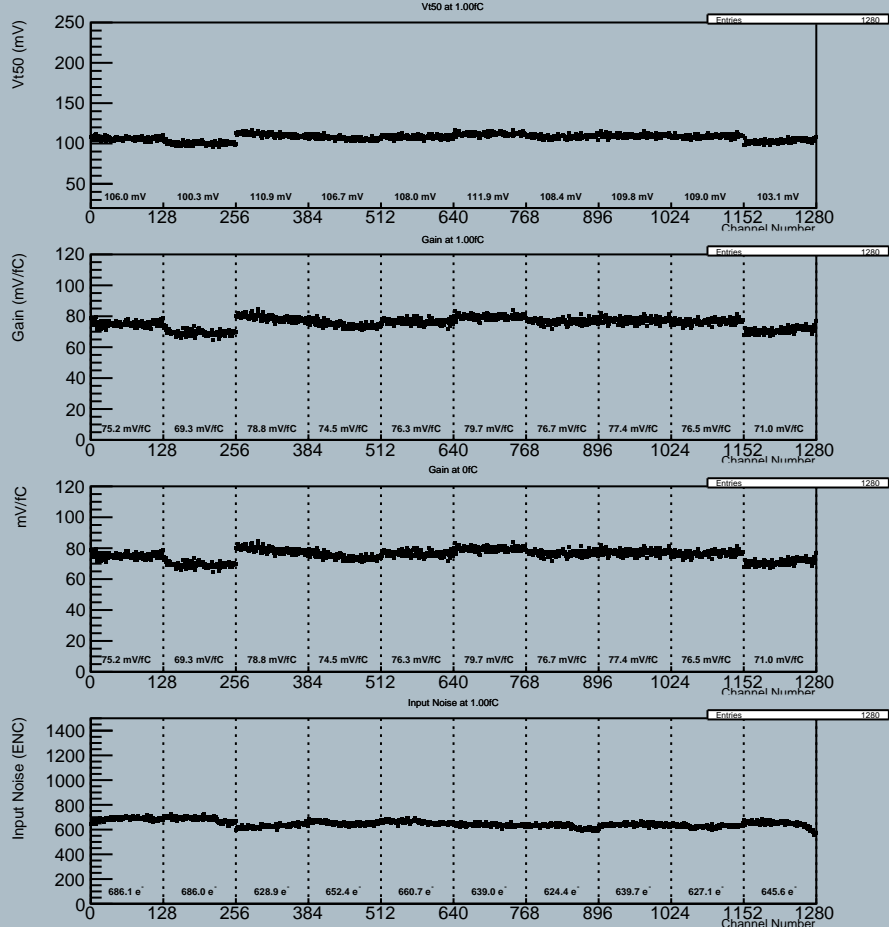 Vt50 at 1.00fC
Entries 1280
Vt50 (mV)
250
200
150
100
50
106.0 mV 100.3 mV 110.9 mV 106.7 mV 108.0 mV 111.9 mV 108.4 mV 109.8 mV 109.0 mV 103.1 mV
0 128 256 384 512 640 768 896 1024 1152 1280
Channel Number
Gain at 1.00fC
Entries 1280
Gain (mV/fC)
120
100
80
60
40
20
0
75.2 mV/fC 69.3 mV/fC 78.8 mV/fC 74.5 mV/fC 76.3 mV/fC 79.7 mV/fC 76.7 mV/fC 77.4 mV/fC 76.5 mV/fC 71.0 mV/fC
0 128 256 384 512 640 768 896 1024 1152 1280
Channel Number
Gain at 0fC
Entries 1280
mV/fC
120
100
80
60
40
20
0
75.2 mV/fC 69.3 mV/fC 78.8 mV/fC 74.5 mV/fC 76.3 mV/fC 79.7 mV/fC 76.7 mV/fC 77.4 mV/fC 76.5 mV/fC 71.0 mV/fC
0 128 256 384 512 640 768 896 1024 1152 1280
Channel Number
Input Noise at 1.00fC
Entries 1280
Input Noise (ENC)
1400
1200
1000
800
600
400
200
0
686.1 e⁻ 686.0 e⁻ 628.9 e⁻ 652.4 e⁻ 660.7 e⁻ 639.0 e⁻ 624.4 e⁻ 639.7 e⁻ 627.1 e⁻ 645.6 e⁻
0 128 256 384 512 640 768 896 1024 1152 1280
Channel Number